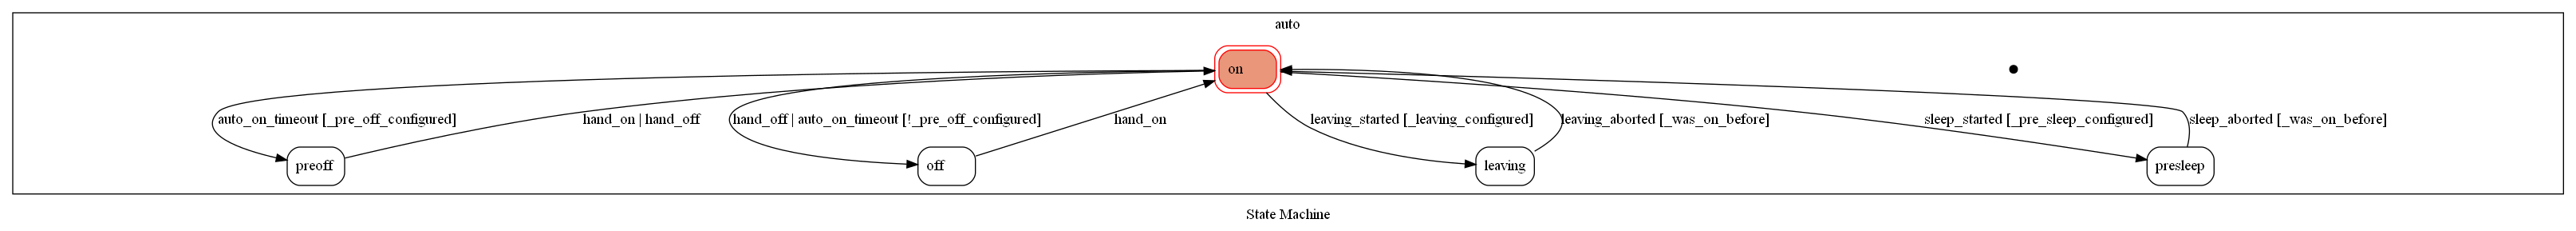 auto
on
auto_on_timeout [_pre_off_configured]
hand_on | hand_off
hand_off | auto_on_timeout [!_pre_off_configured]
hand_on
leaving_started [_leaving_configured]
leaving_aborted [_was_on_before]
sleep_started [_pre_sleep_configured]
sleep_aborted [_was_on_before]
preoff
off
leaving
presleep
State Machine